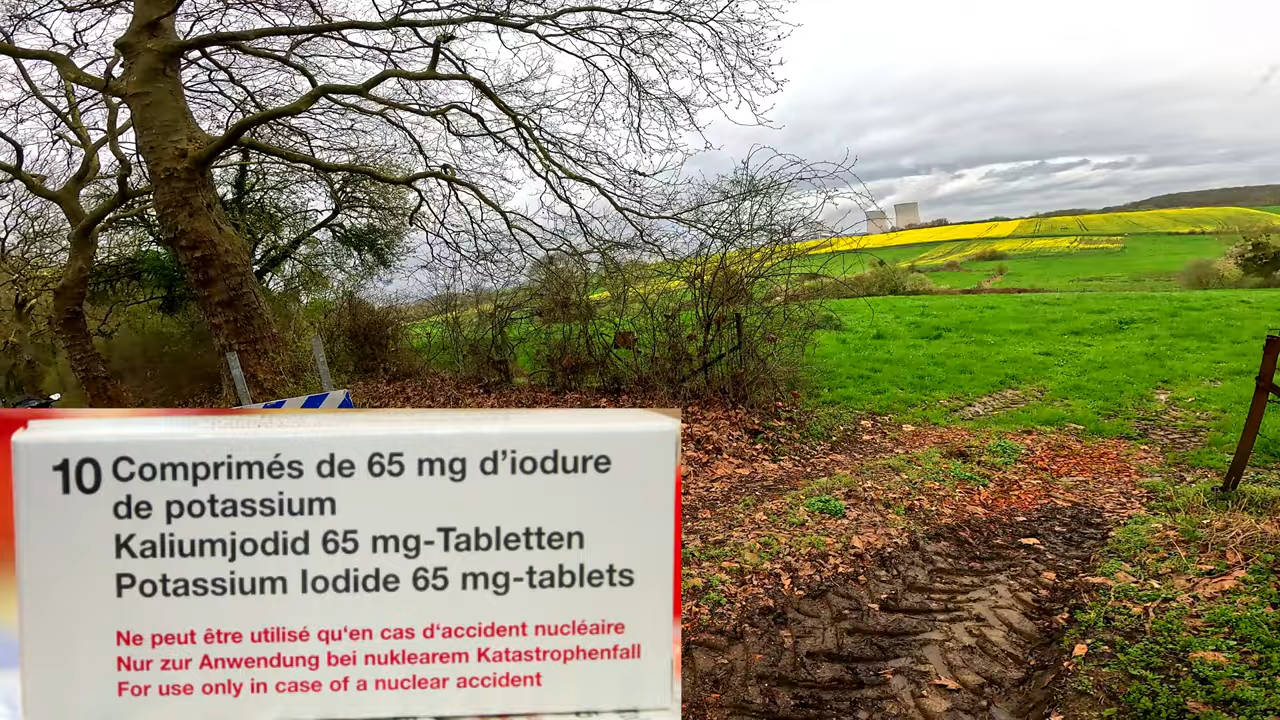 10 Comprimés de 65 mg d'iodure
de potassium
Kaliumjodid 65 mg-Tabletten
Potassium Iodide 65 mg-tablets
Ne peut être utilisé qu'en cas d'accident nucléaire
Nur zur Anwendung bei nuklearem Katastrophenfall
For use only in case of a nuclear accident